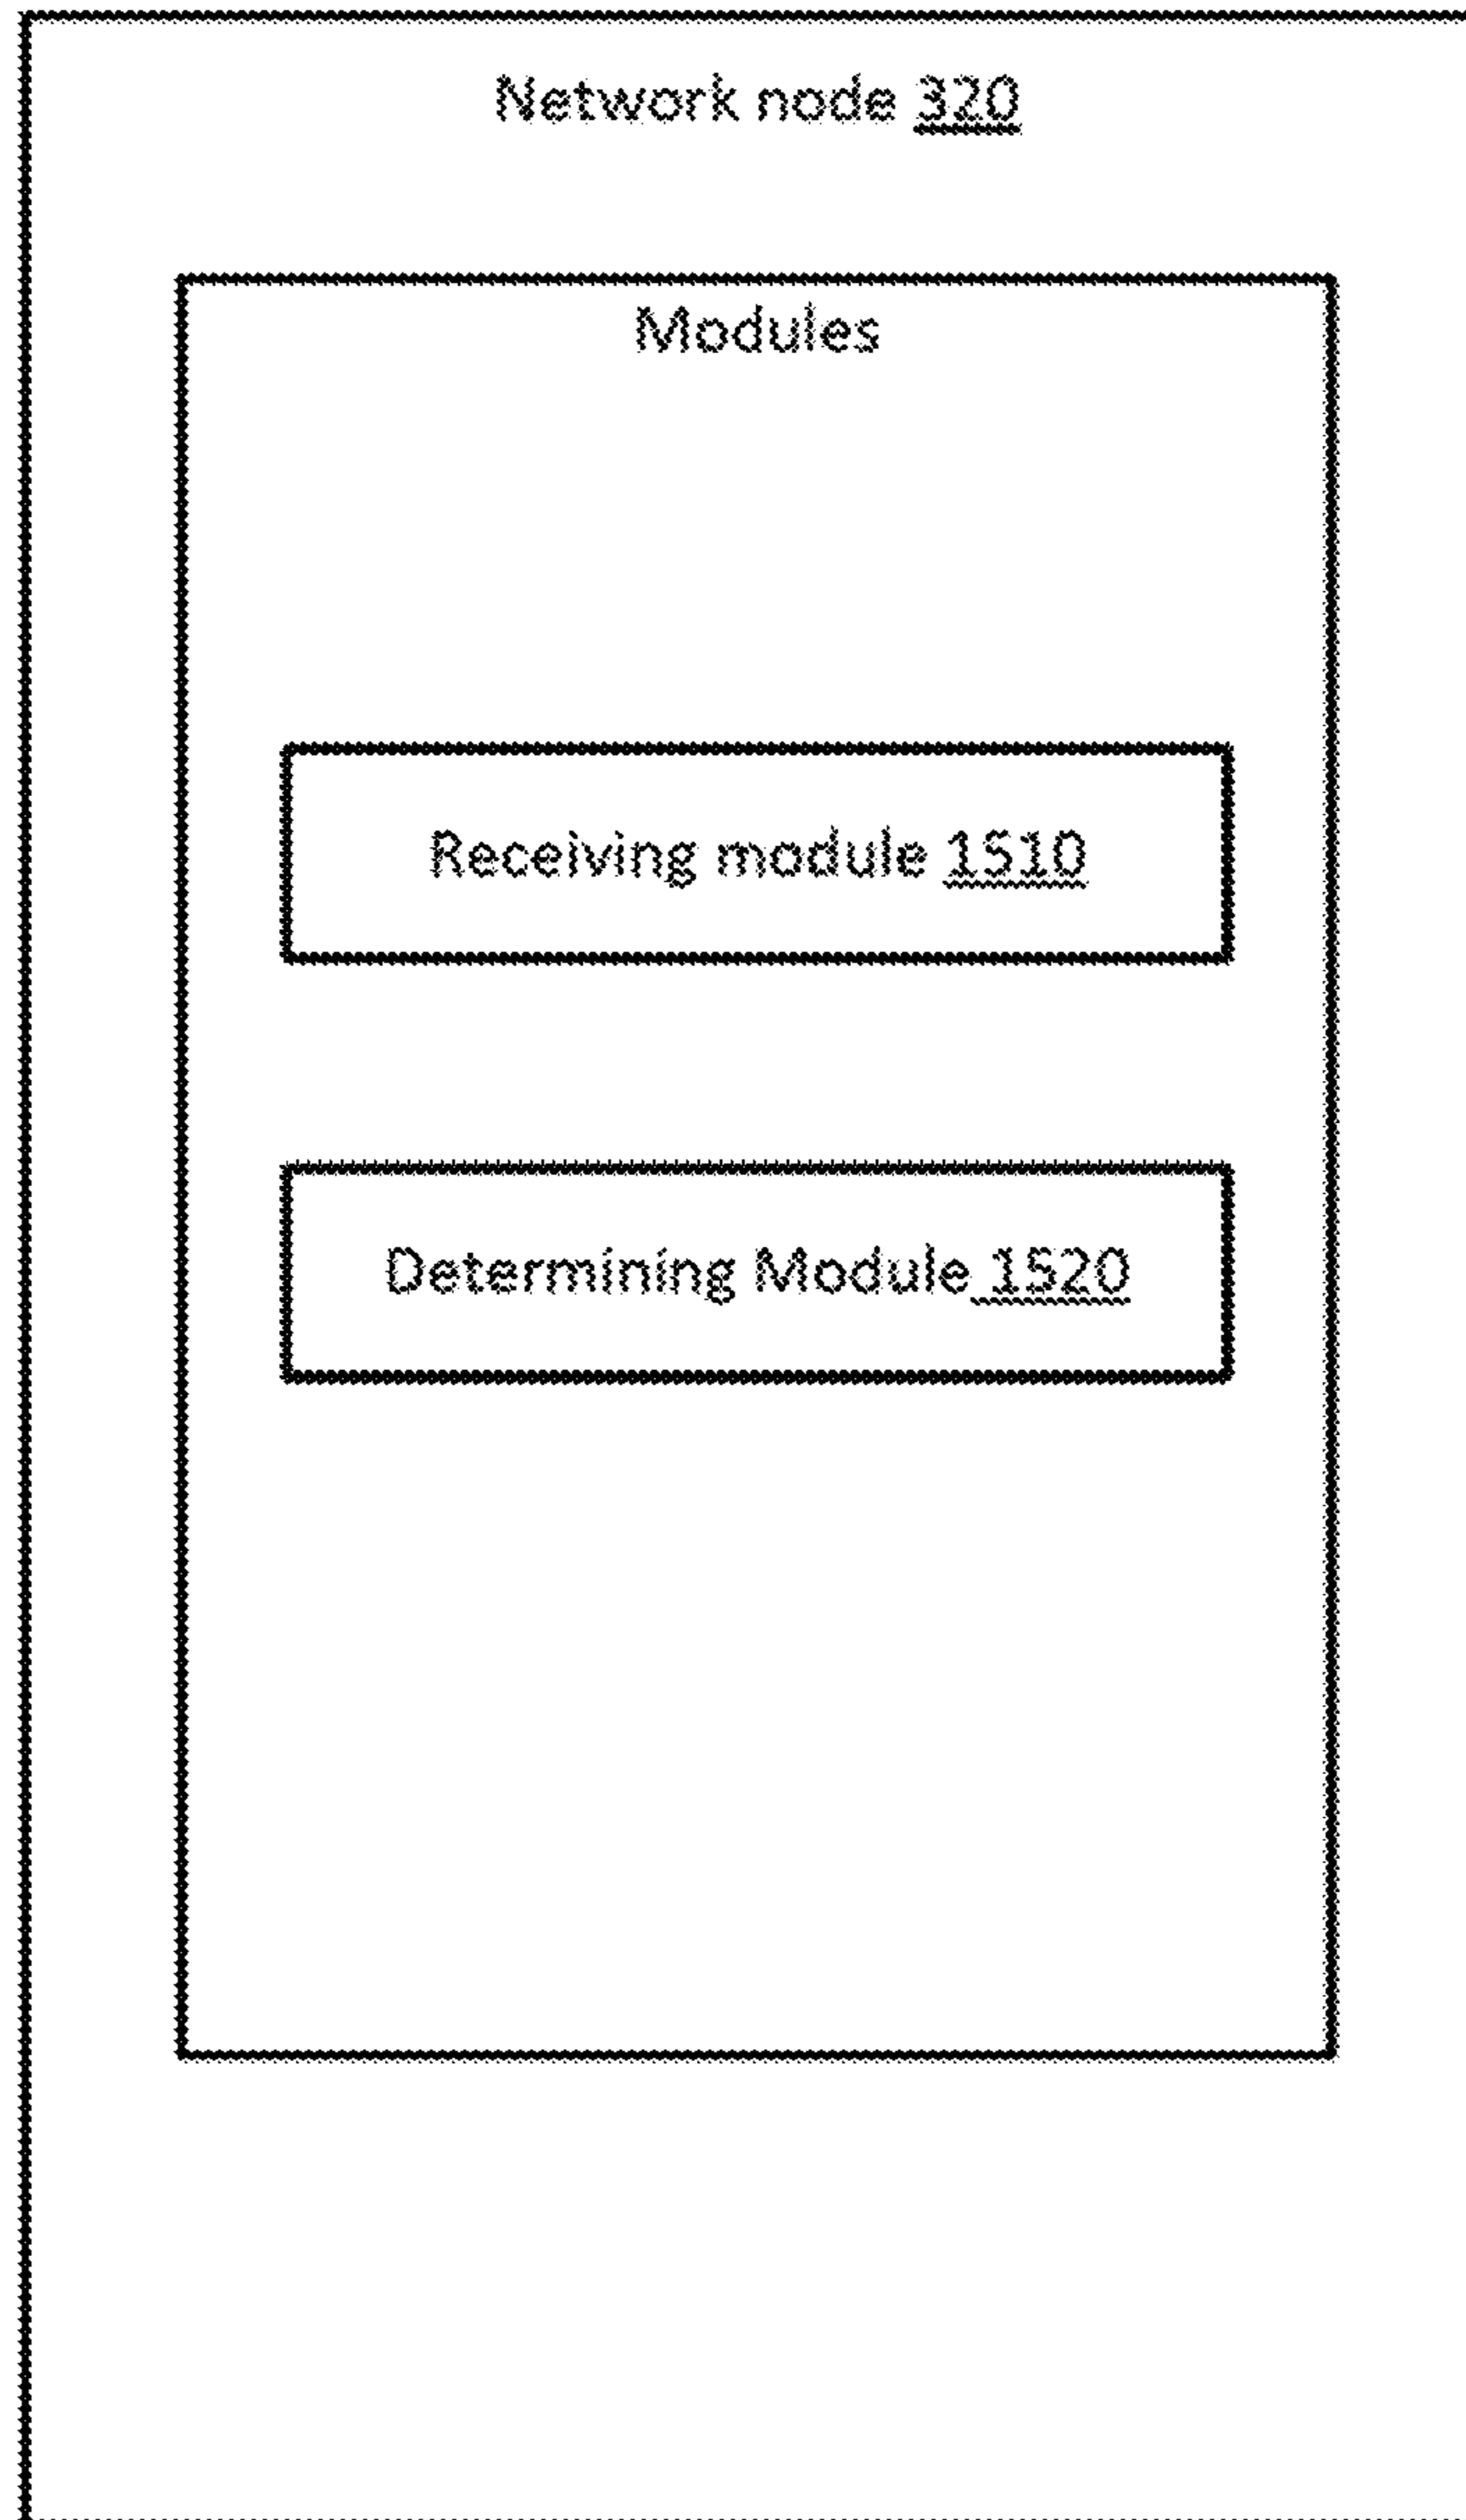 Network node 320
Modules
Receiving module 1510
Determining Module 1520